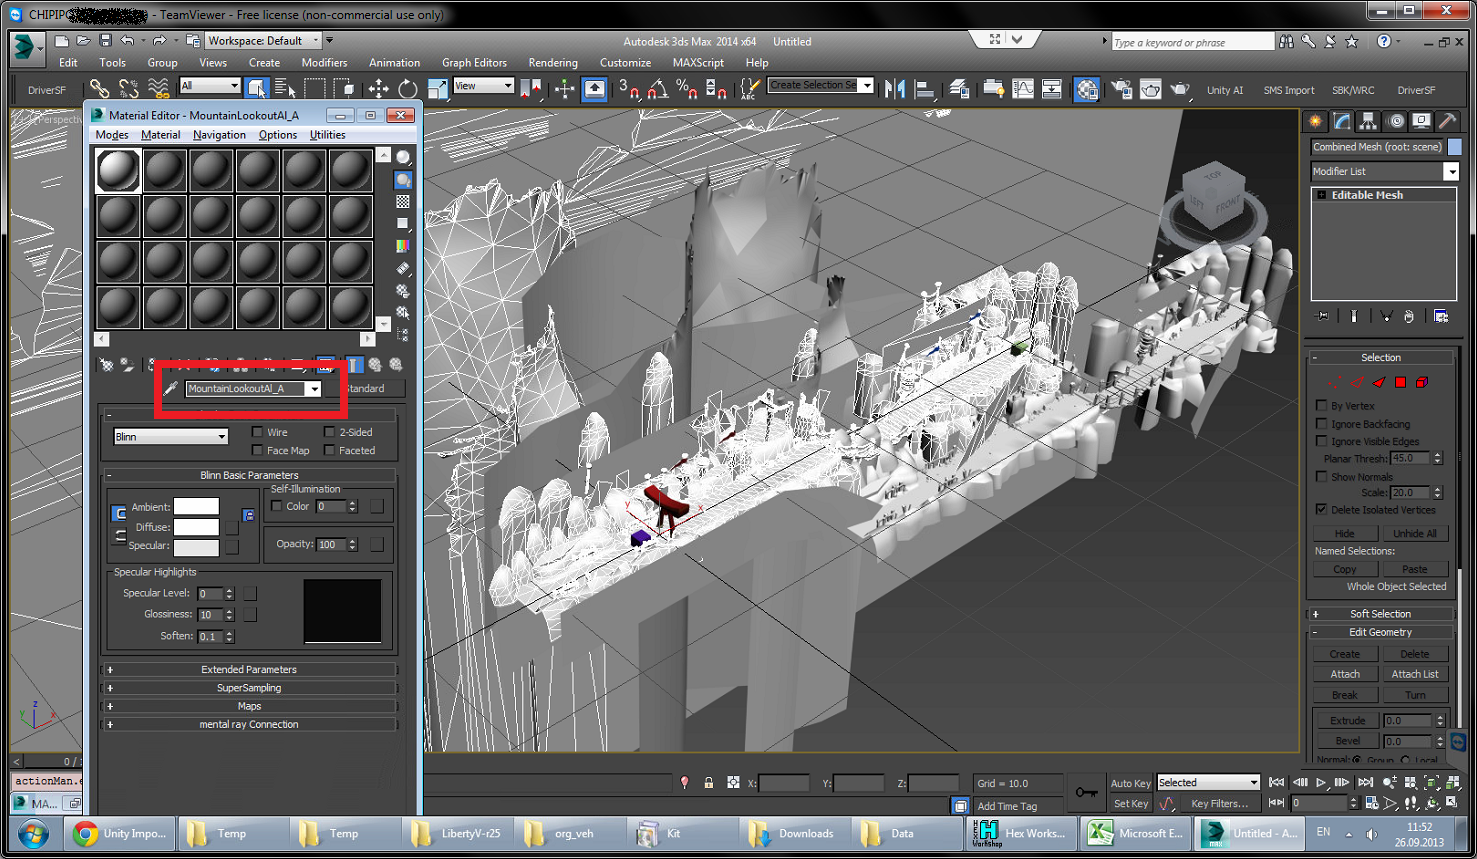 CHIPIPC - TeamViewer - Free license (non-commercial use only)
Workspace: Default
Autodesk 3ds Max 2014 x64 Untitled
Type a keyword or phrase
Edit Tools Group Views Create Modifiers Animation Graph Editors Rendering Customize MAXScript Help
DriverSF All View Create Selection Se Unity AI SMS Import SBK/WRC DriverSF
Material Editor - MountainLookoutAl_A
Modes Material Navigation Options Utilities
MountainLookoutAl_A
Standard
Blinn
Wire 2-Sided
Face Map Faceted
Blinn Basic Parameters
Self-Illumination
Ambient:
Color 0
Diffuse:
Specular:
Opacity: 100
Specular Highlights
Specular Level: 0
Glossiness: 10
Soften: 0.1
Extended Parameters
SuperSampling
Maps
mental ray Connection
TOP
LEFT FRONT
Combined Mesh (root: scene)
Modifier List
Editable Mesh
Selection
By Vertex
Ignore Backfacing
Ignore Visible Edges
Planar Thresh: 45.0
Show Normals
Scale: 20.0
Delete Isolated Vertices
Hide Unhide All
Named Selections:
Copy Paste
Whole Object Selected
Soft Selection
Edit Geometry
Create Delete
Attach Attach List
Break Turn
Extrude 0.0
Bevel 0.0
Normal: Group Local
z
y x
y x
< 0 /
actionMan.e
MA...
X: Y: Z: Grid = 10.0
Add Time Tag
Auto Key Selected
Set Key Key Filters... 0
Unity Impo... Temp Temp LibertyV-r25 org_veh Kit Downloads Data Hex Works... Microsoft E... Untitled - A... EN
11:52
26.09.2013